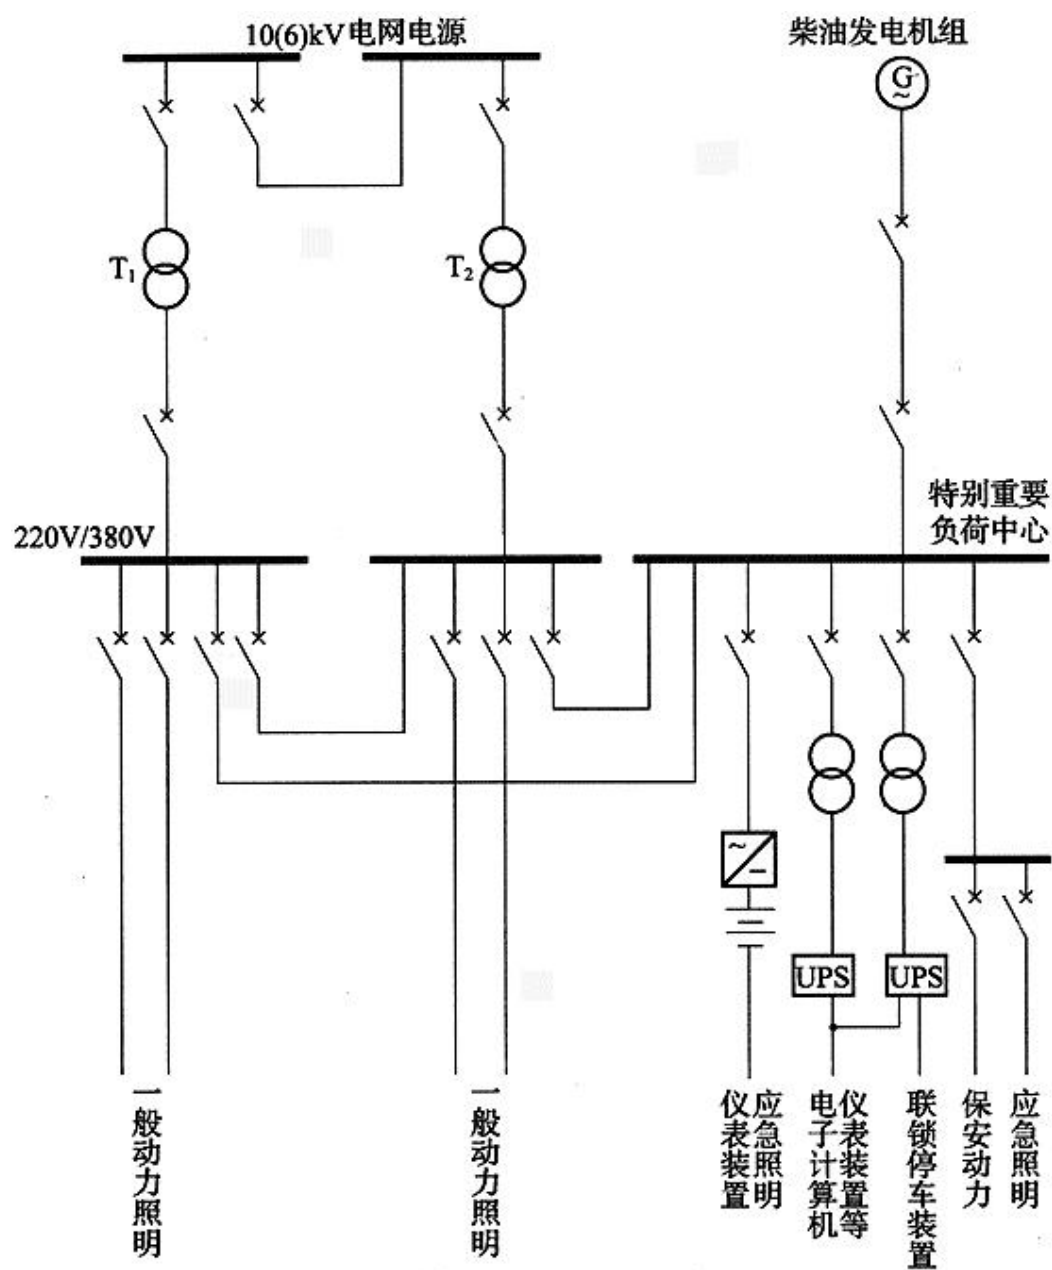 10(6)kV电网电源
柴油发电机组
G
~
T₁
T₂
特别重要
负荷中心
220V/380V
~
UPS
UPS
一般动力照明
一般动力照明
应急照明
仪表装置
仪表装置等
电子计算机
联锁停车装置
保安动力
应急照明